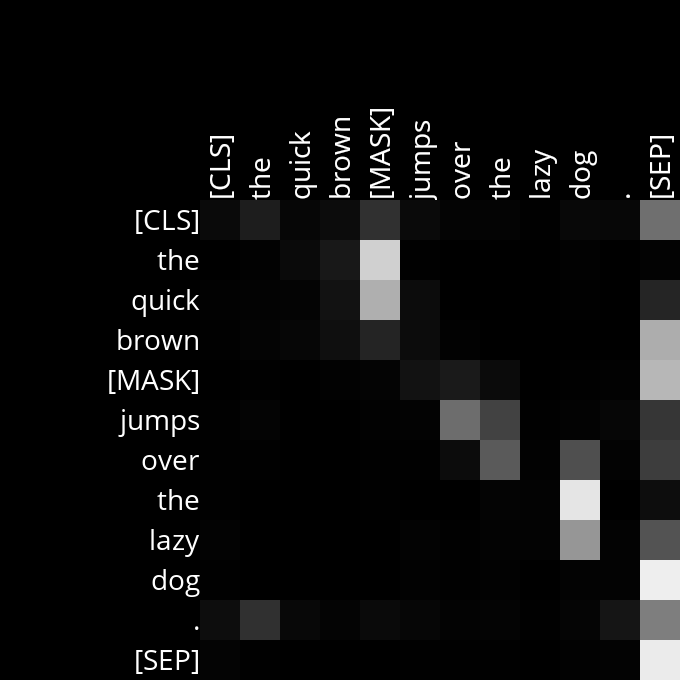 [CLS] the quick brown [MASK] jumps over the lazy dog . [SEP]
[CLS]
the
quick
brown
[MASK]
jumps
over
the
lazy
dog
.
[SEP]